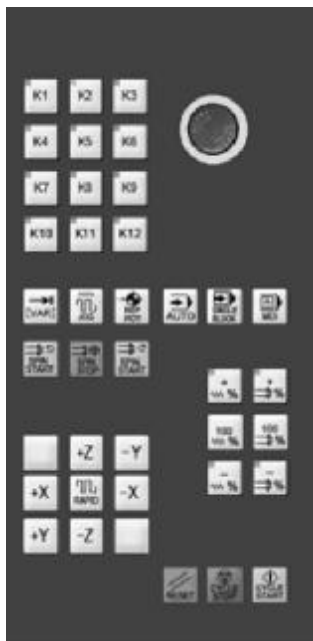 K1 K2 K3
K4 K5 K6
K7 K8 K9
K10 K11 K12
[VAR] JOG REF POT AUTO SINGLE BLOCK MDI
SPIN START SPIN STOP SPIN START
+ % + %
100 % 100 %
- % - %
+Z -Y
+X RAPID -X
+Y -Z
RESET CYCLE START